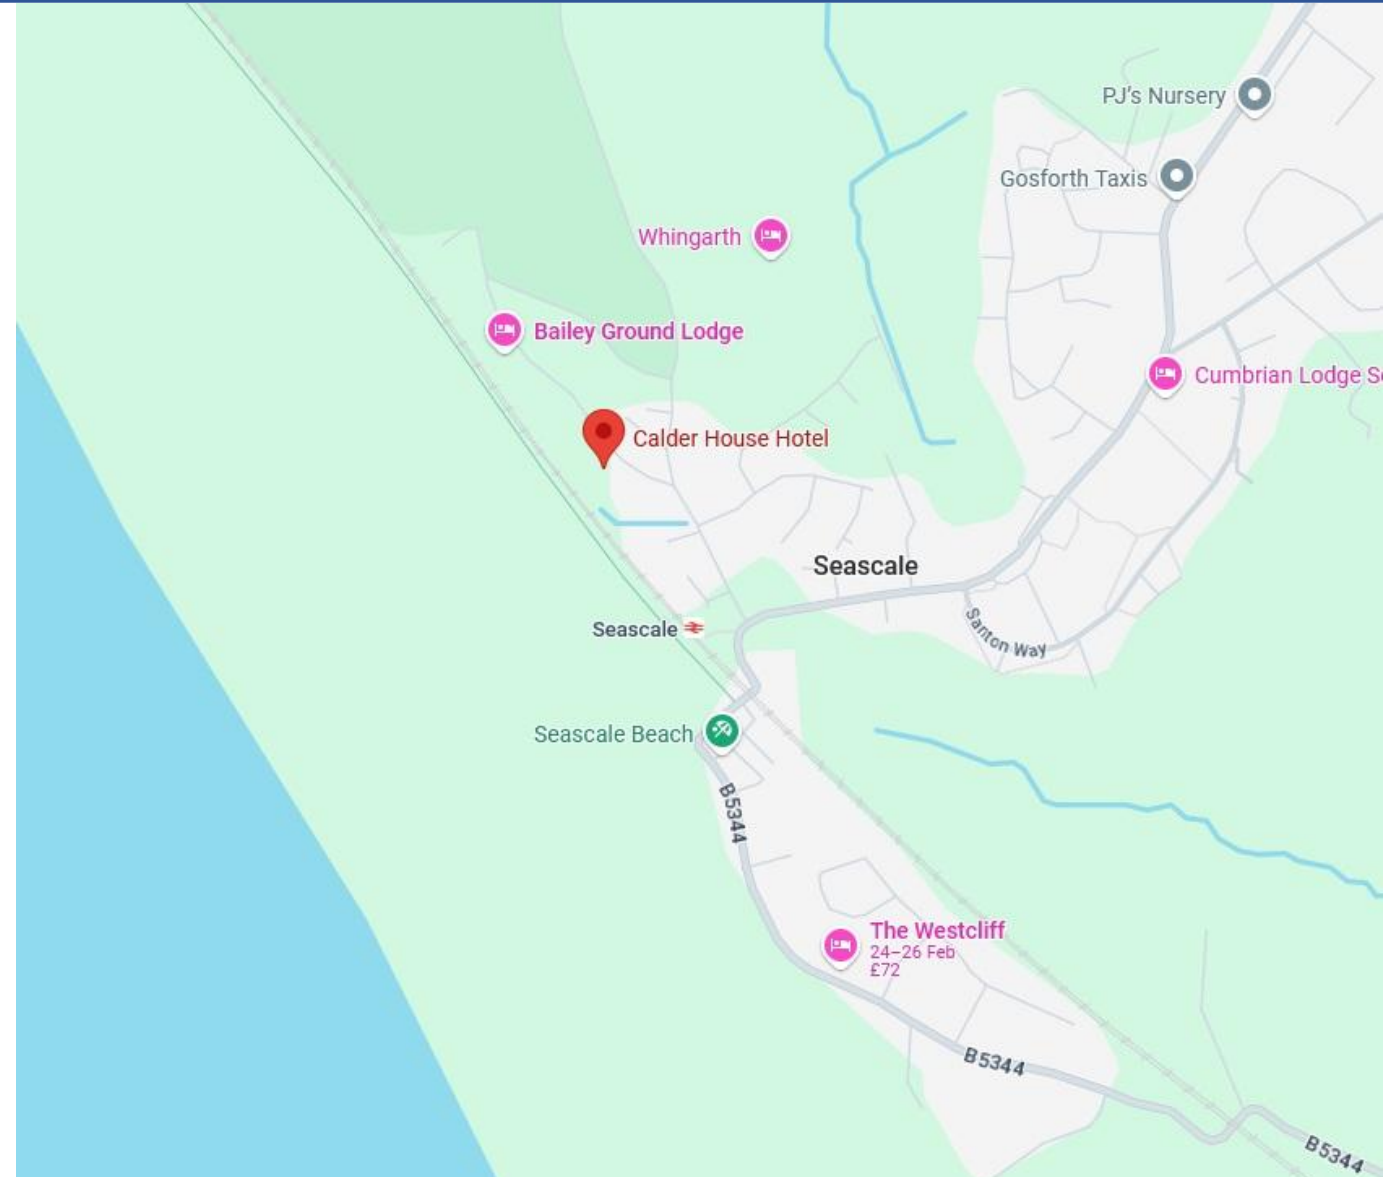 PJ's Nursery
Gosforth Taxis
Whingarth
Bailey Ground Lodge
Cumbrian Lodge S
Calder House Hotel
Seascale
Seascale
Santon Way
Seascale Beach
B5344
The Westcliff
24–26 Feb
£72
B5344
B5344